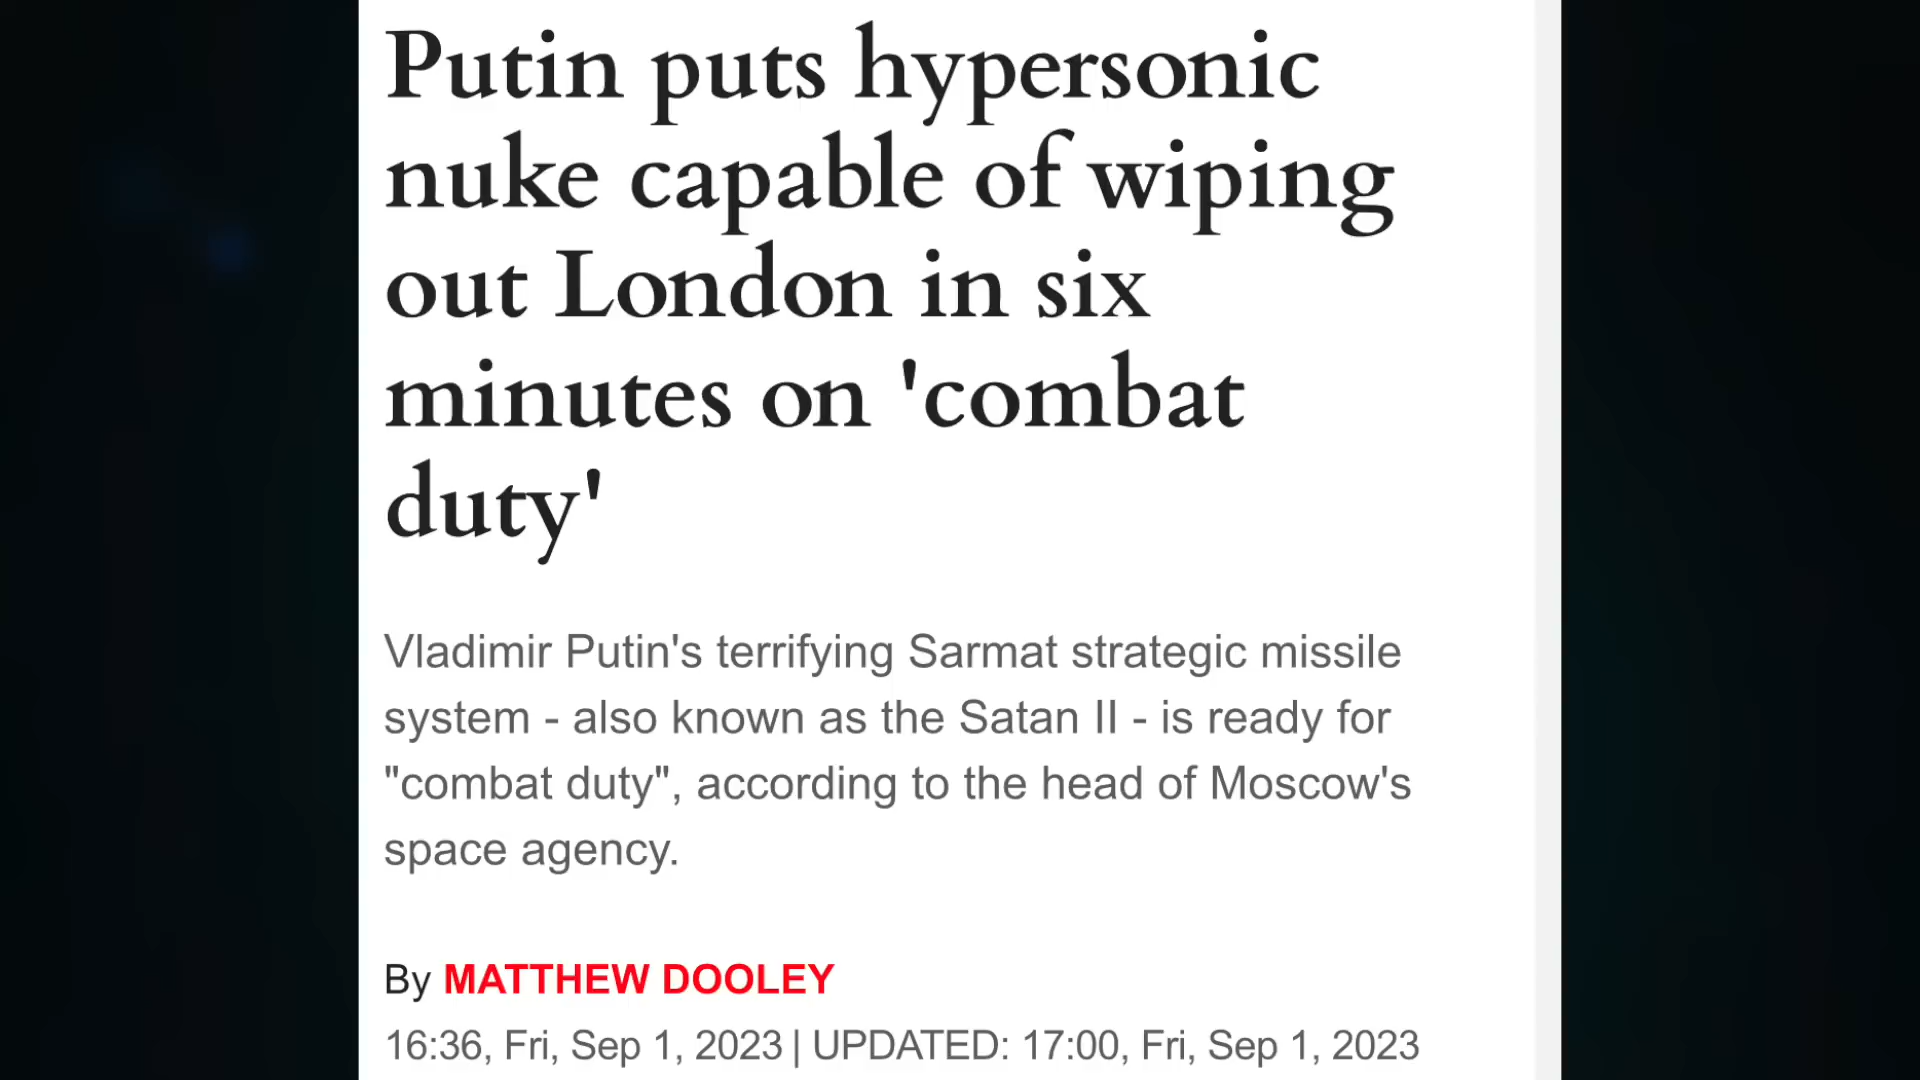 Putin puts hypersonic
nuke capable of wiping
out London in six
minutes on 'combat
duty'
Vladimir Putin's terrifying Sarmat strategic missile
system - also known as the Satan II - is ready for
"combat duty", according to the head of Moscow's
space agency.
By MATTHEW DOOLEY
16:36, Fri, Sep 1, 2023 | UPDATED: 17:00, Fri, Sep 1, 2023